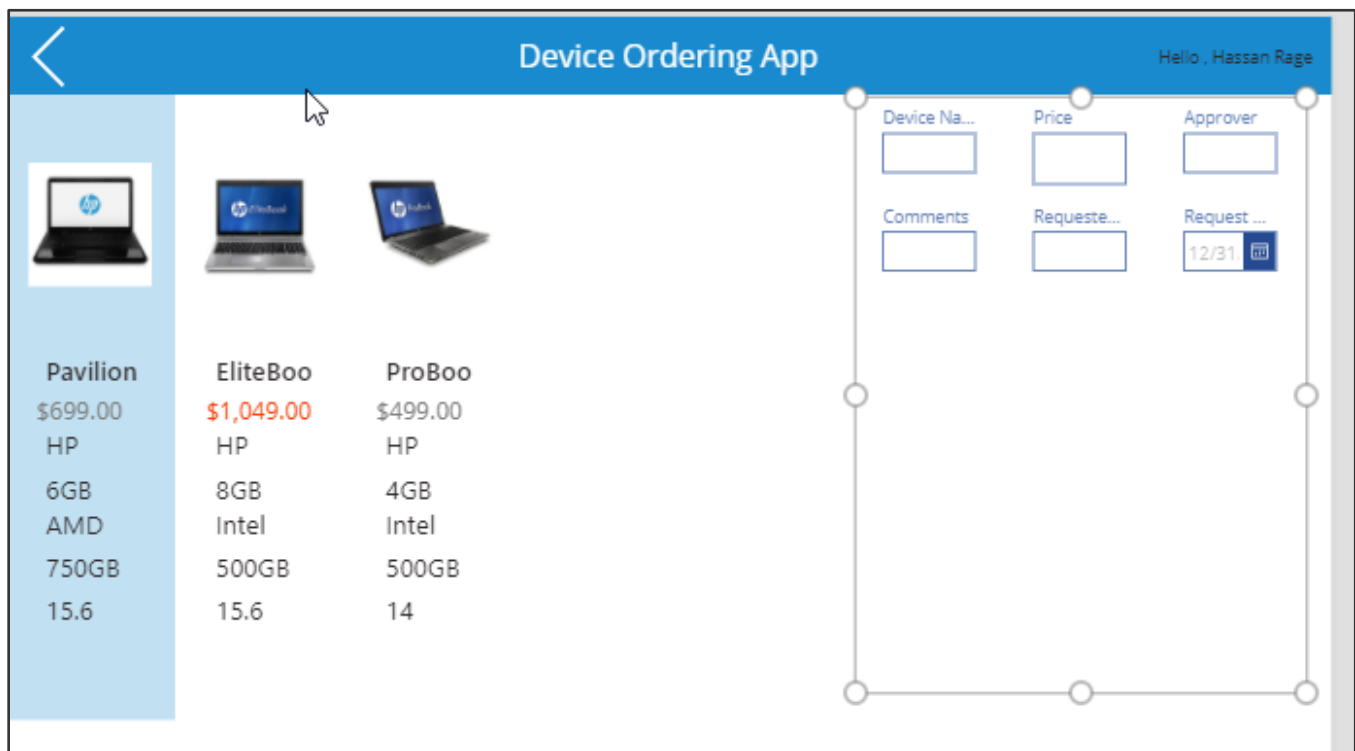 Device Ordering App
Hello , Hassan Rage
Device Na... Price Approver
Comments Requeste... Request ...
12/31.
hp
Pavilion EliteBoo ProBoo
$699.00 $1,049.00 $499.00
HP HP HP
6GB 8GB 4GB
AMD Intel Intel
750GB 500GB 500GB
15.6 15.6 14